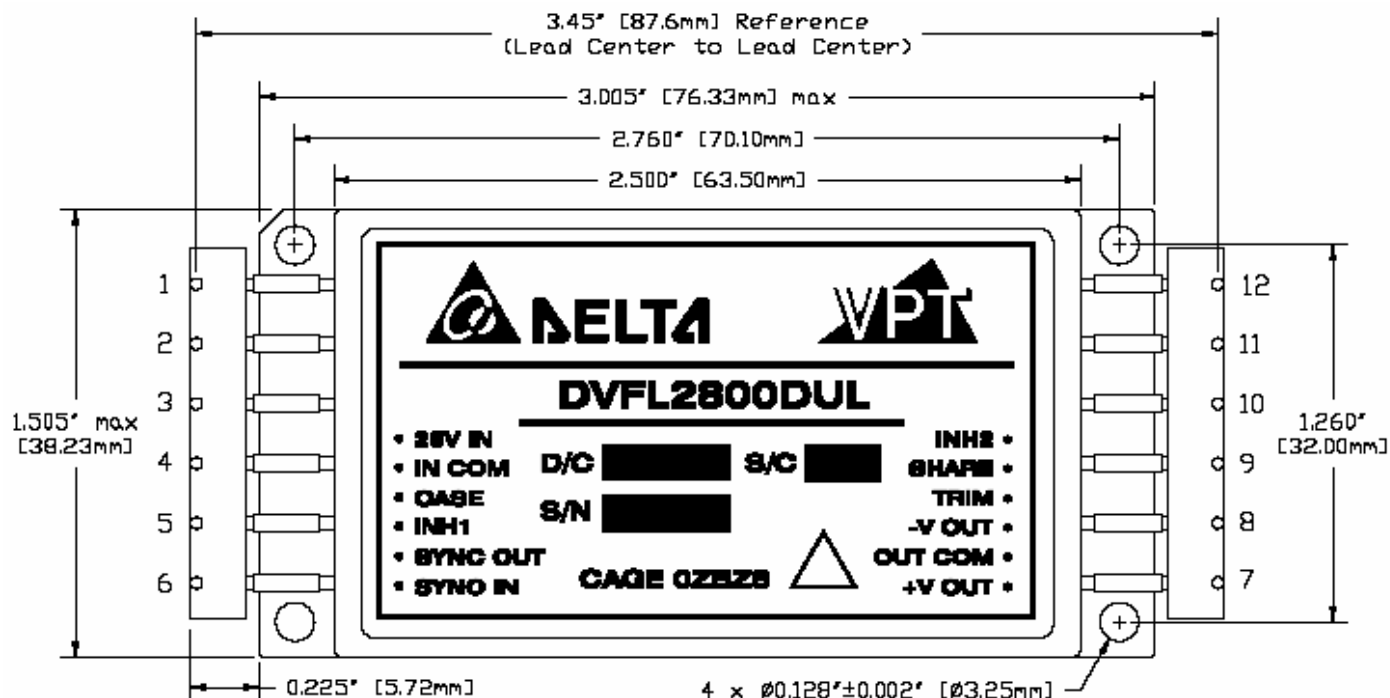 3.45" [87.6mm] Reference
(Lead Center to Lead Center)
3.005" [76.33mm] max
2.760" [70.10mm]
2.500" [63.50mm]
1 12
2 11
3 10
4 9
5 8
6 7
1.505" max
[38.23mm]
1.260"
[32.00mm]
DELTA VPT
DVFL2800DUL
• 28V IN
• IN COM
• CASE
• INH1
• SYNC OUT
• SYNC IN
D/C S/C
S/N
CAGE
INH2 •
SHARE •
TRIM •
-V OUT •
OUT COM •
+V OUT •
0.225" [5.72mm]
4 x ø0.128"±0.002" [ø3.25mm]